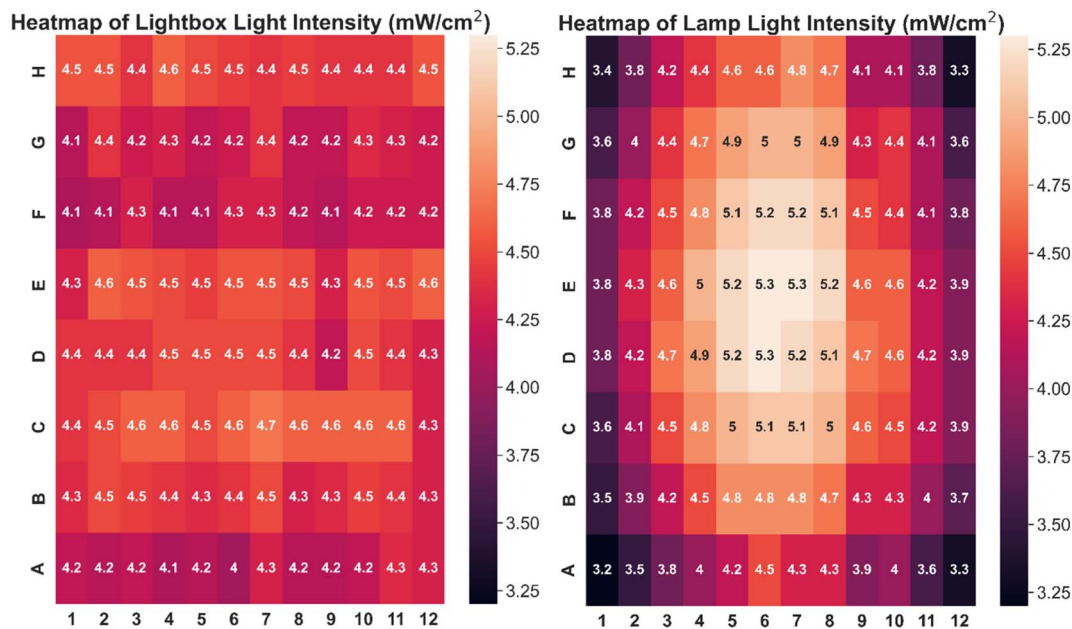 Heatmap of Lightbox Light Intensity (mW/cm²)
H 4.5 4.5 4.4 4.6 4.5 4.5 4.4 4.5 4.4 4.4 4.4 4.5
G 4.1 4.4 4.2 4.3 4.2 4.2 4.4 4.2 4.2 4.3 4.3 4.2
F 4.1 4.1 4.3 4.1 4.1 4.3 4.3 4.2 4.1 4.2 4.2 4.2
E 4.3 4.6 4.5 4.5 4.5 4.5 4.5 4.5 4.3 4.5 4.5 4.6
D 4.4 4.4 4.4 4.5 4.5 4.5 4.5 4.4 4.2 4.5 4.4 4.3
C 4.4 4.5 4.6 4.6 4.5 4.6 4.7 4.6 4.6 4.6 4.6 4.3
B 4.3 4.5 4.5 4.4 4.3 4.4 4.5 4.3 4.3 4.5 4.4 4.3
A 4.2 4.2 4.2 4.1 4.2 4 4.3 4.2 4.2 4.2 4.3 4.3
1 2 3 4 5 6 7 8 9 10 11 12
5.25
5.00
4.75
4.50
4.25
4.00
3.75
3.50
3.25
Heatmap of Lamp Light Intensity (mW/cm²)
H 3.4 3.8 4.2 4.4 4.6 4.6 4.8 4.7 4.1 4.1 3.8 3.3
G 3.6 4 4.4 4.7 4.9 5 5 4.9 4.3 4.4 4.1 3.6
F 3.8 4.2 4.5 4.8 5.1 5.2 5.2 5.1 4.5 4.4 4.1 3.8
E 3.8 4.3 4.6 5 5.2 5.3 5.3 5.2 4.6 4.6 4.2 3.9
D 3.8 4.2 4.7 4.9 5.2 5.3 5.2 5.1 4.7 4.6 4.2 3.9
C 3.6 4.1 4.5 4.8 5 5.1 5.1 5 4.6 4.5 4.2 3.9
B 3.5 3.9 4.2 4.5 4.8 4.8 4.8 4.7 4.3 4.3 4 3.7
A 3.2 3.5 3.8 4 4.2 4.5 4.3 4.3 3.9 4 3.6 3.3
1 2 3 4 5 6 7 8 9 10 11 12
5.25
5.00
4.75
4.50
4.25
4.00
3.75
3.50
3.25